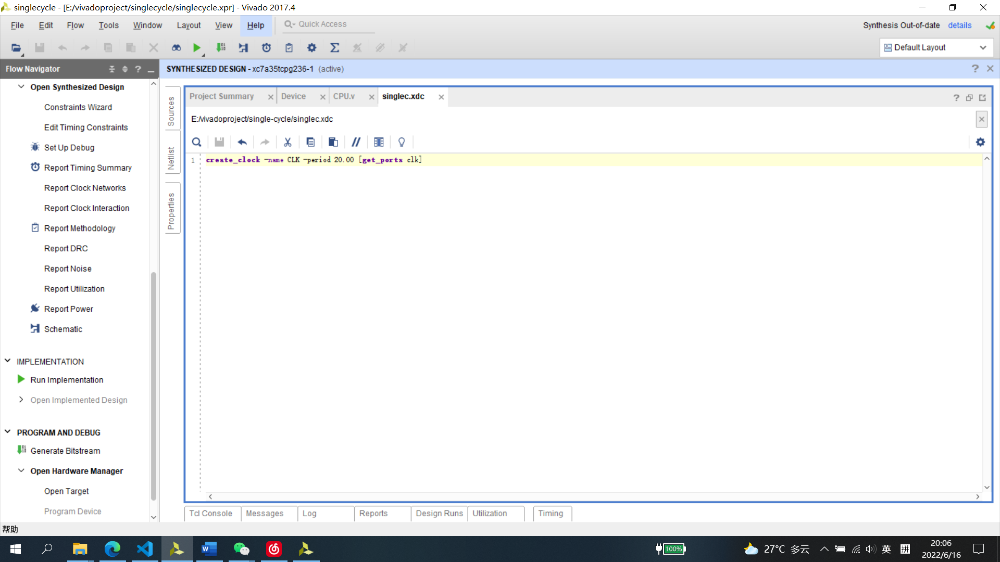 singlecycle - [E:/vivadoproject/singlecycle/singlecycle.xpr] - Vivado 2017.4
File Edit Flow Tools Window Layout View Help Quick Access
Synthesis Out-of-date details
Default Layout
Flow Navigator
SYNTHESIZED DESIGN - xc7a35tcpg236-1 (active)
Open Synthesized Design
Constraints Wizard
Edit Timing Constraints
Set Up Debug
Report Timing Summary
Report Clock Networks
Report Clock Interaction
Report Methodology
Report DRC
Report Noise
Report Utilization
Report Power
Schematic
IMPLEMENTATION
Run Implementation
Open Implemented Design
PROGRAM AND DEBUG
Generate Bitstream
Open Hardware Manager
Open Target
Program Device
Sources
Netlist
Properties
Project Summary Device CPU.v singlec.xdc
E:/vivadoproject/single-cycle/singlec.xdc
1 create_clock -name CLK -period 20.00 [get_ports clk]
Tcl Console Messages Log Reports Design Runs Utilization Timing
帮助
100%
27°C 多云
英
拼
20:06
2022/6/16